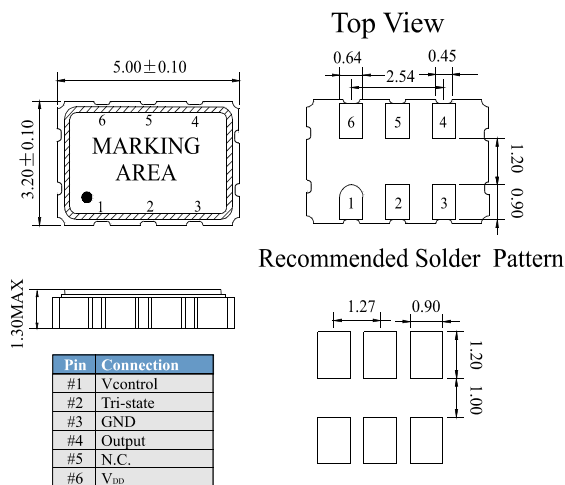 Top View
5.00±0.10
3.20±0.10
6 5 4
MARKING
AREA
1 2 3
0.64
0.45
2.54
6 5 4
1 2 3
1.20
0.90
Recommended Solder Pattern
1.30MAX
1.27
0.90
1.20
1.00
Pin Connection
#1 Vcontrol
#2 Tri-state
#3 GND
#4 Output
#5 N.C.
#6 VDD